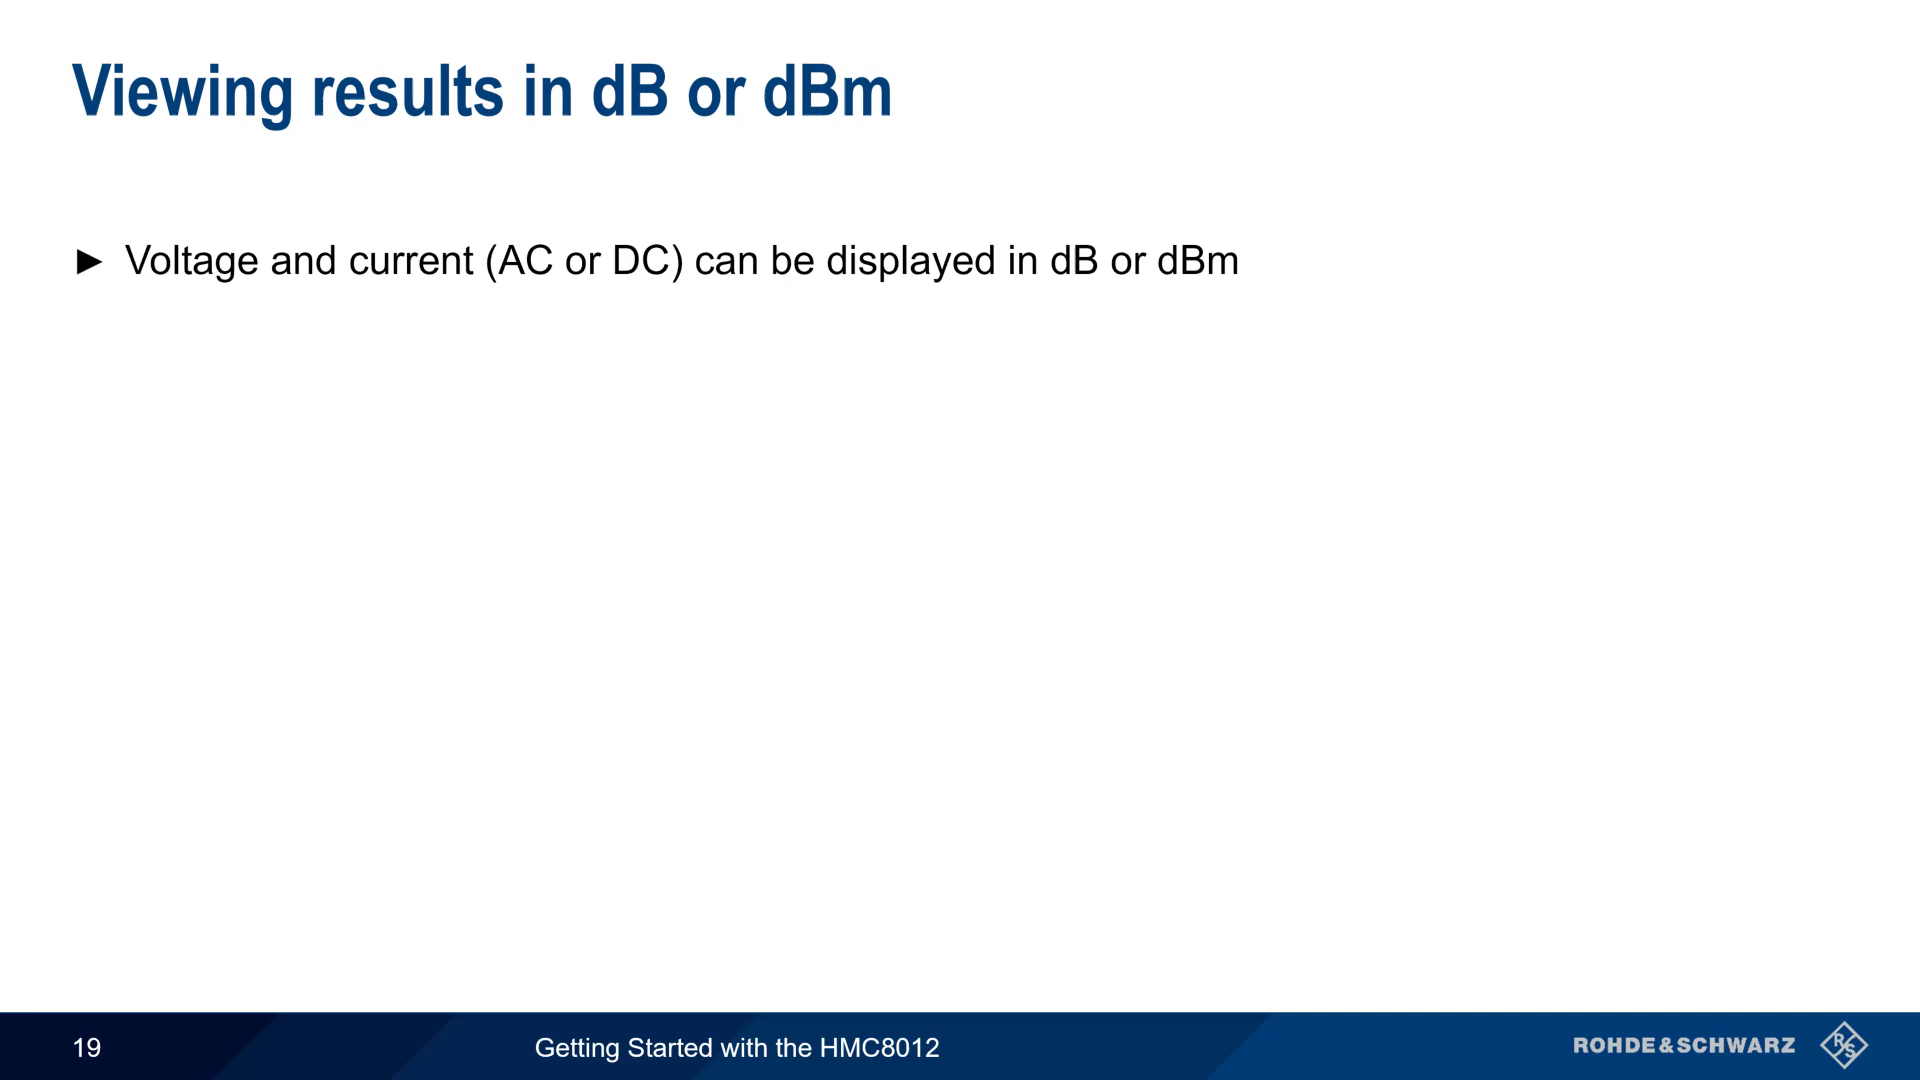 Viewing results in dB or dBm
► Voltage and current (AC or DC) can be displayed in dB or dBm
19
Getting Started with the HMC8012
ROHDE&SCHWARZ
R&S